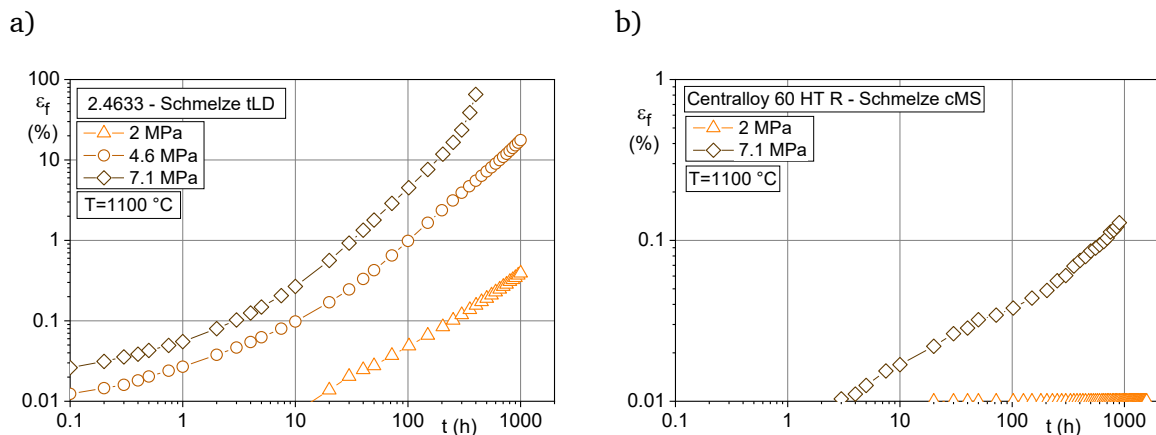 a)
100
εf
(%)
10
1
0.1
0.01
2.4633 - Schmelze tLD
2 MPa
4.6 MPa
7.1 MPa
T=1100 °C
0.1
1
10
100
1000
t (h)
b)
1
εf
(%)
0.1
0.01
Centralloy 60 HT R - Schmelze cMS
2 MPa
7.1 MPa
T=1100 °C
0.1
1
10
100
1000
t (h)